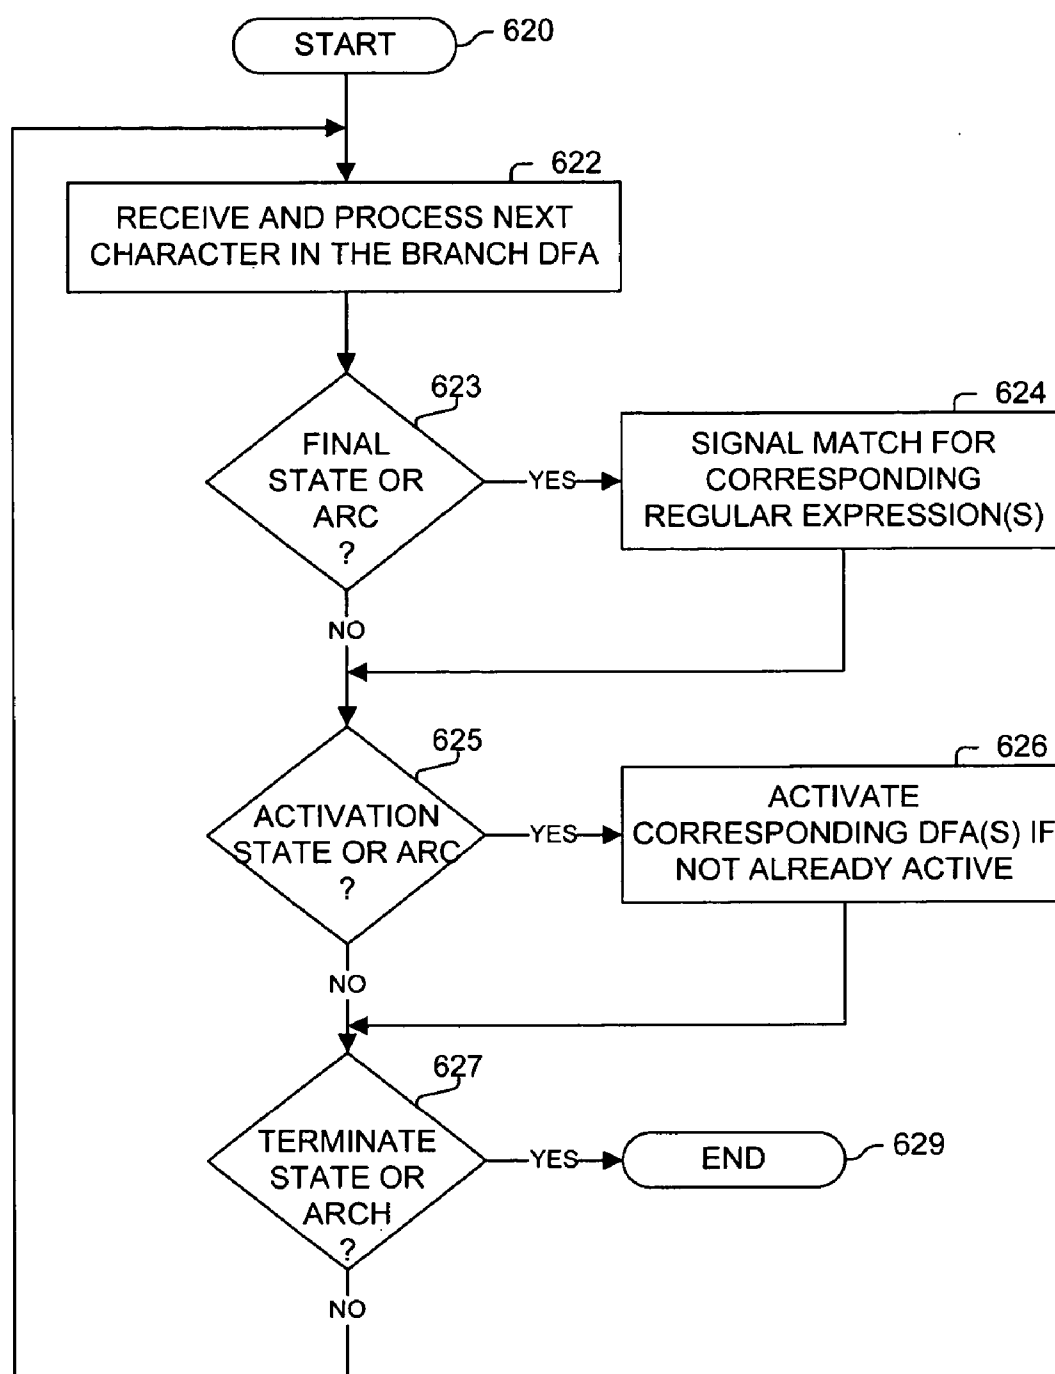 START
620
622
RECEIVE AND PROCESS NEXT
CHARACTER IN THE BRANCH DFA
623
FINAL
STATE OR
ARC
?
YES
624
SIGNAL MATCH FOR
CORRESPONDING
REGULAR EXPRESSION(S)
NO
625
ACTIVATION
STATE OR ARC
?
YES
626
ACTIVATE
CORRESPONDING DFA(S) IF
NOT ALREADY ACTIVE
NO
627
TERMINATE
STATE OR
ARCH
?
YES
END
629
NO